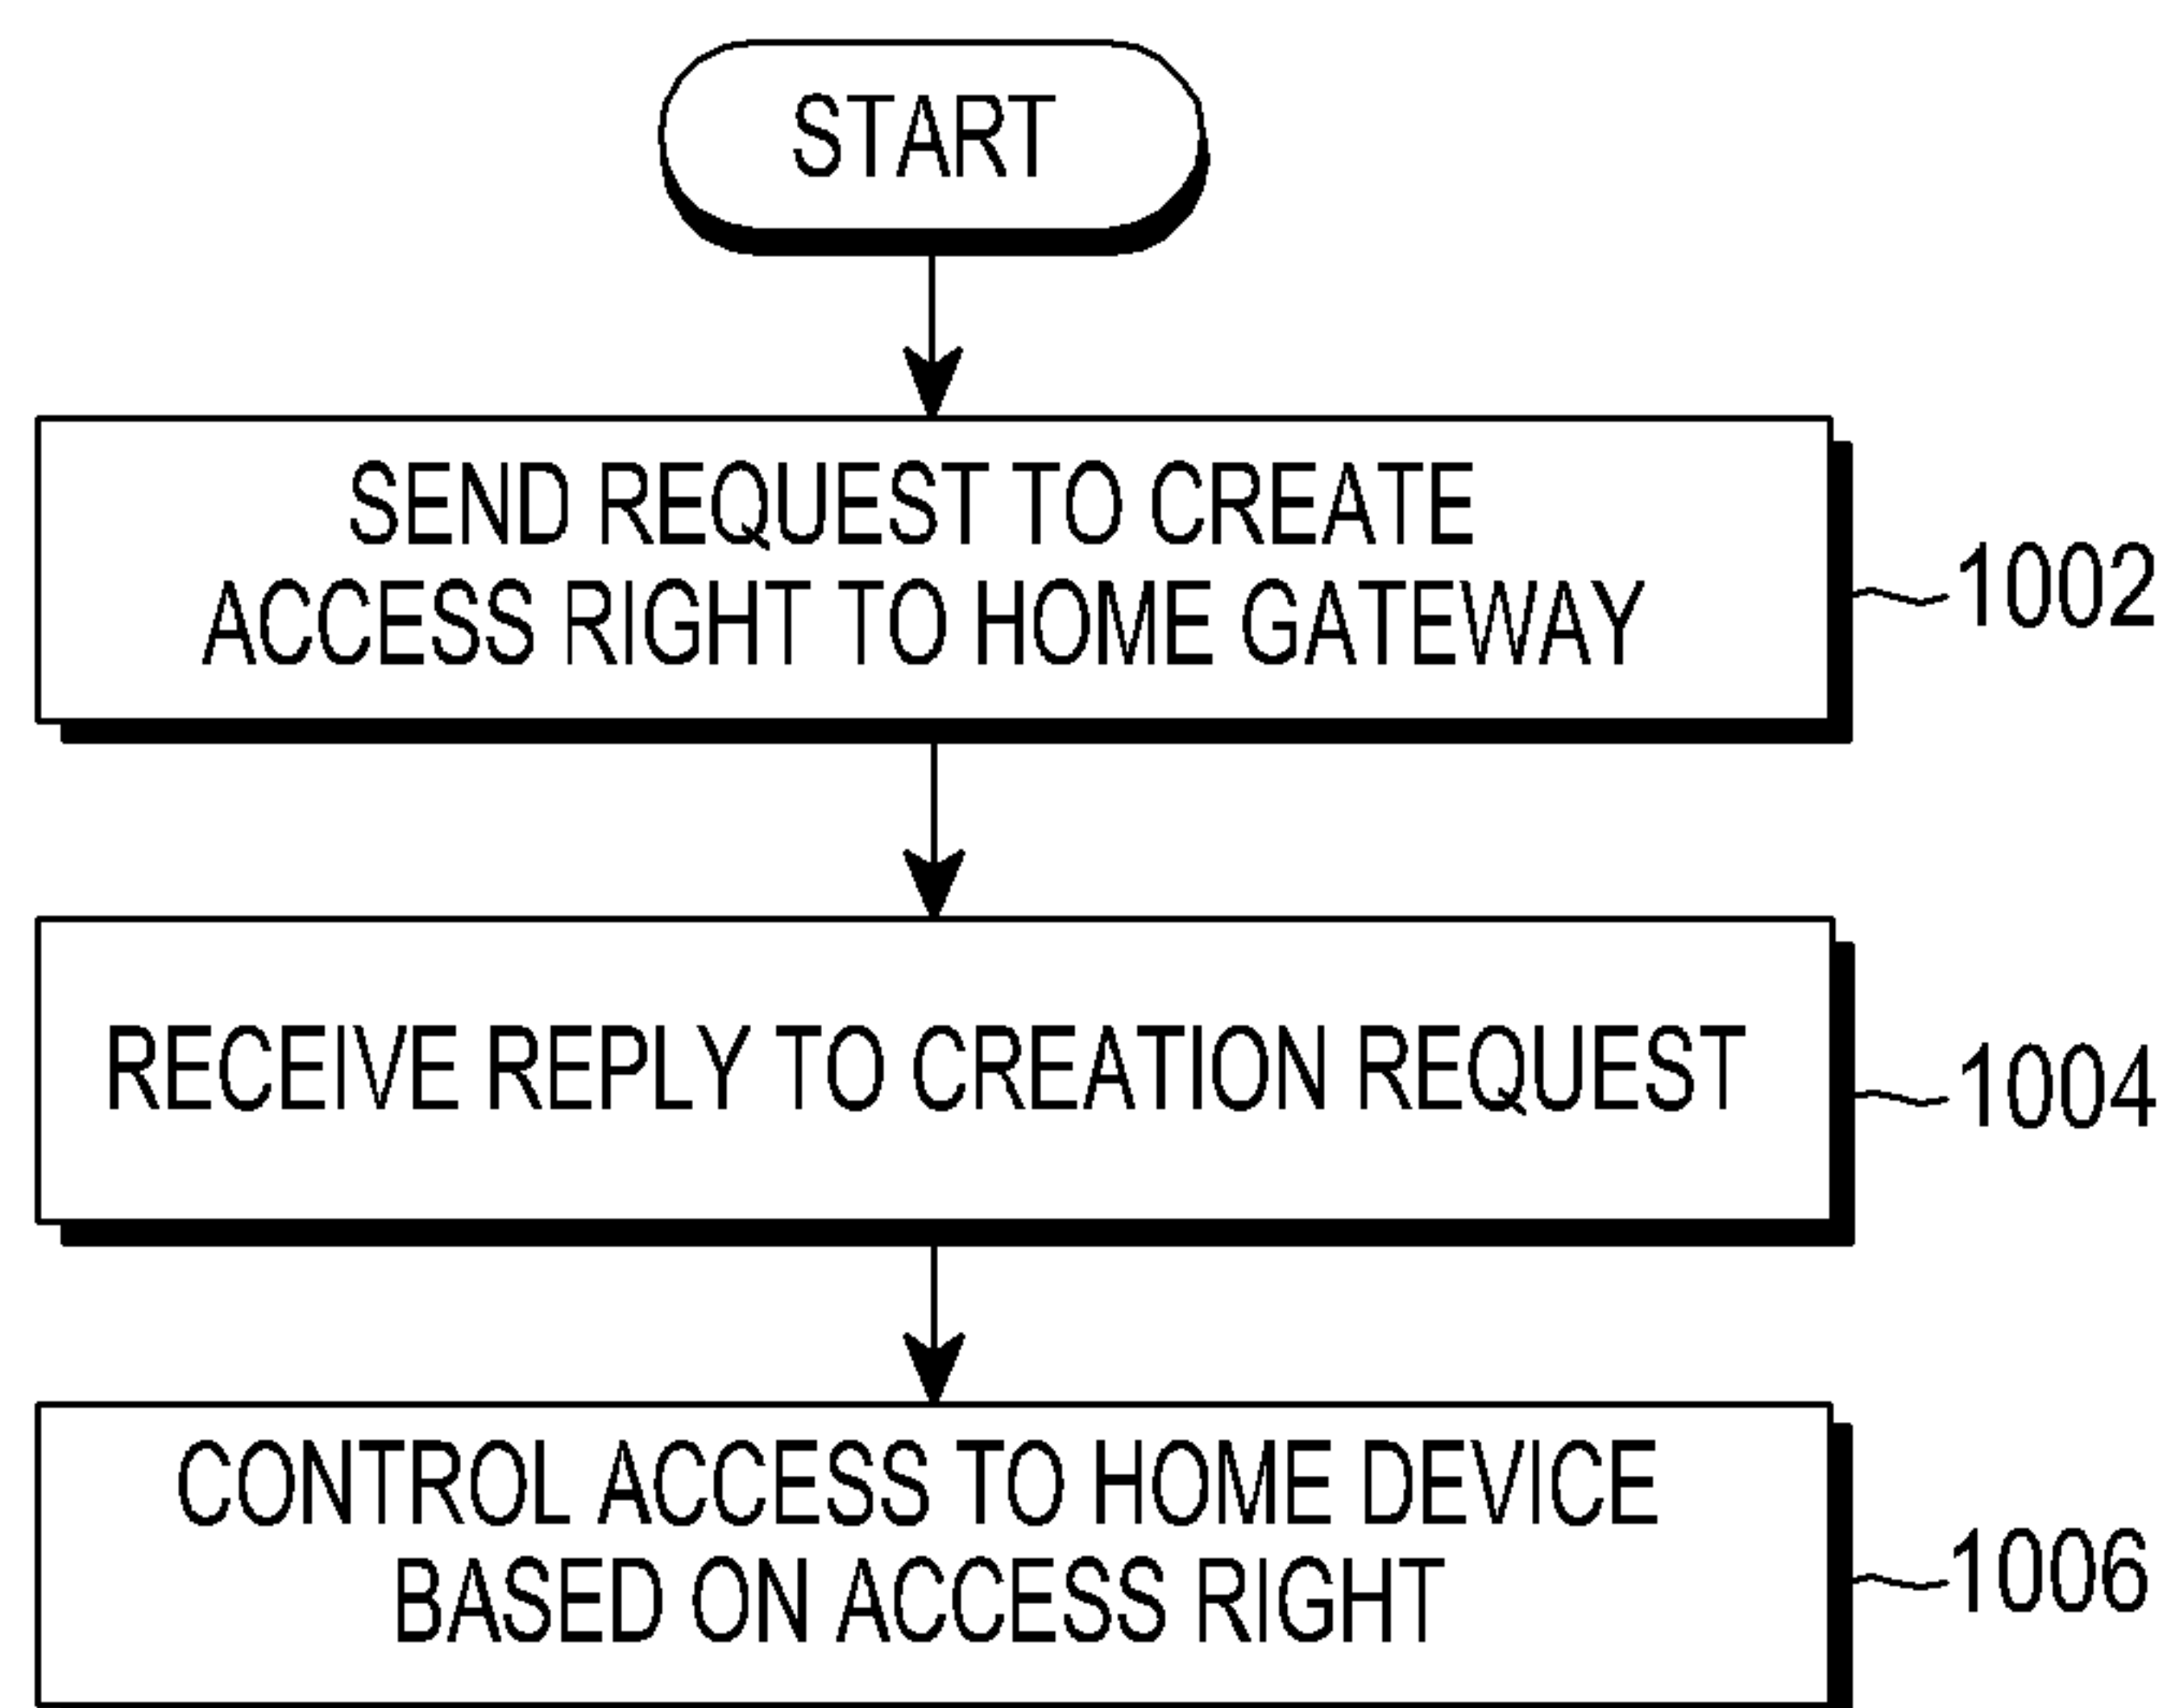 START
SEND REQUEST TO CREATE
ACCESS RIGHT TO HOME GATEWAY
1002
RECEIVE REPLY TO CREATION REQUEST
1004
CONTROL ACCESS TO HOME DEVICE
BASED ON ACCESS RIGHT
1006